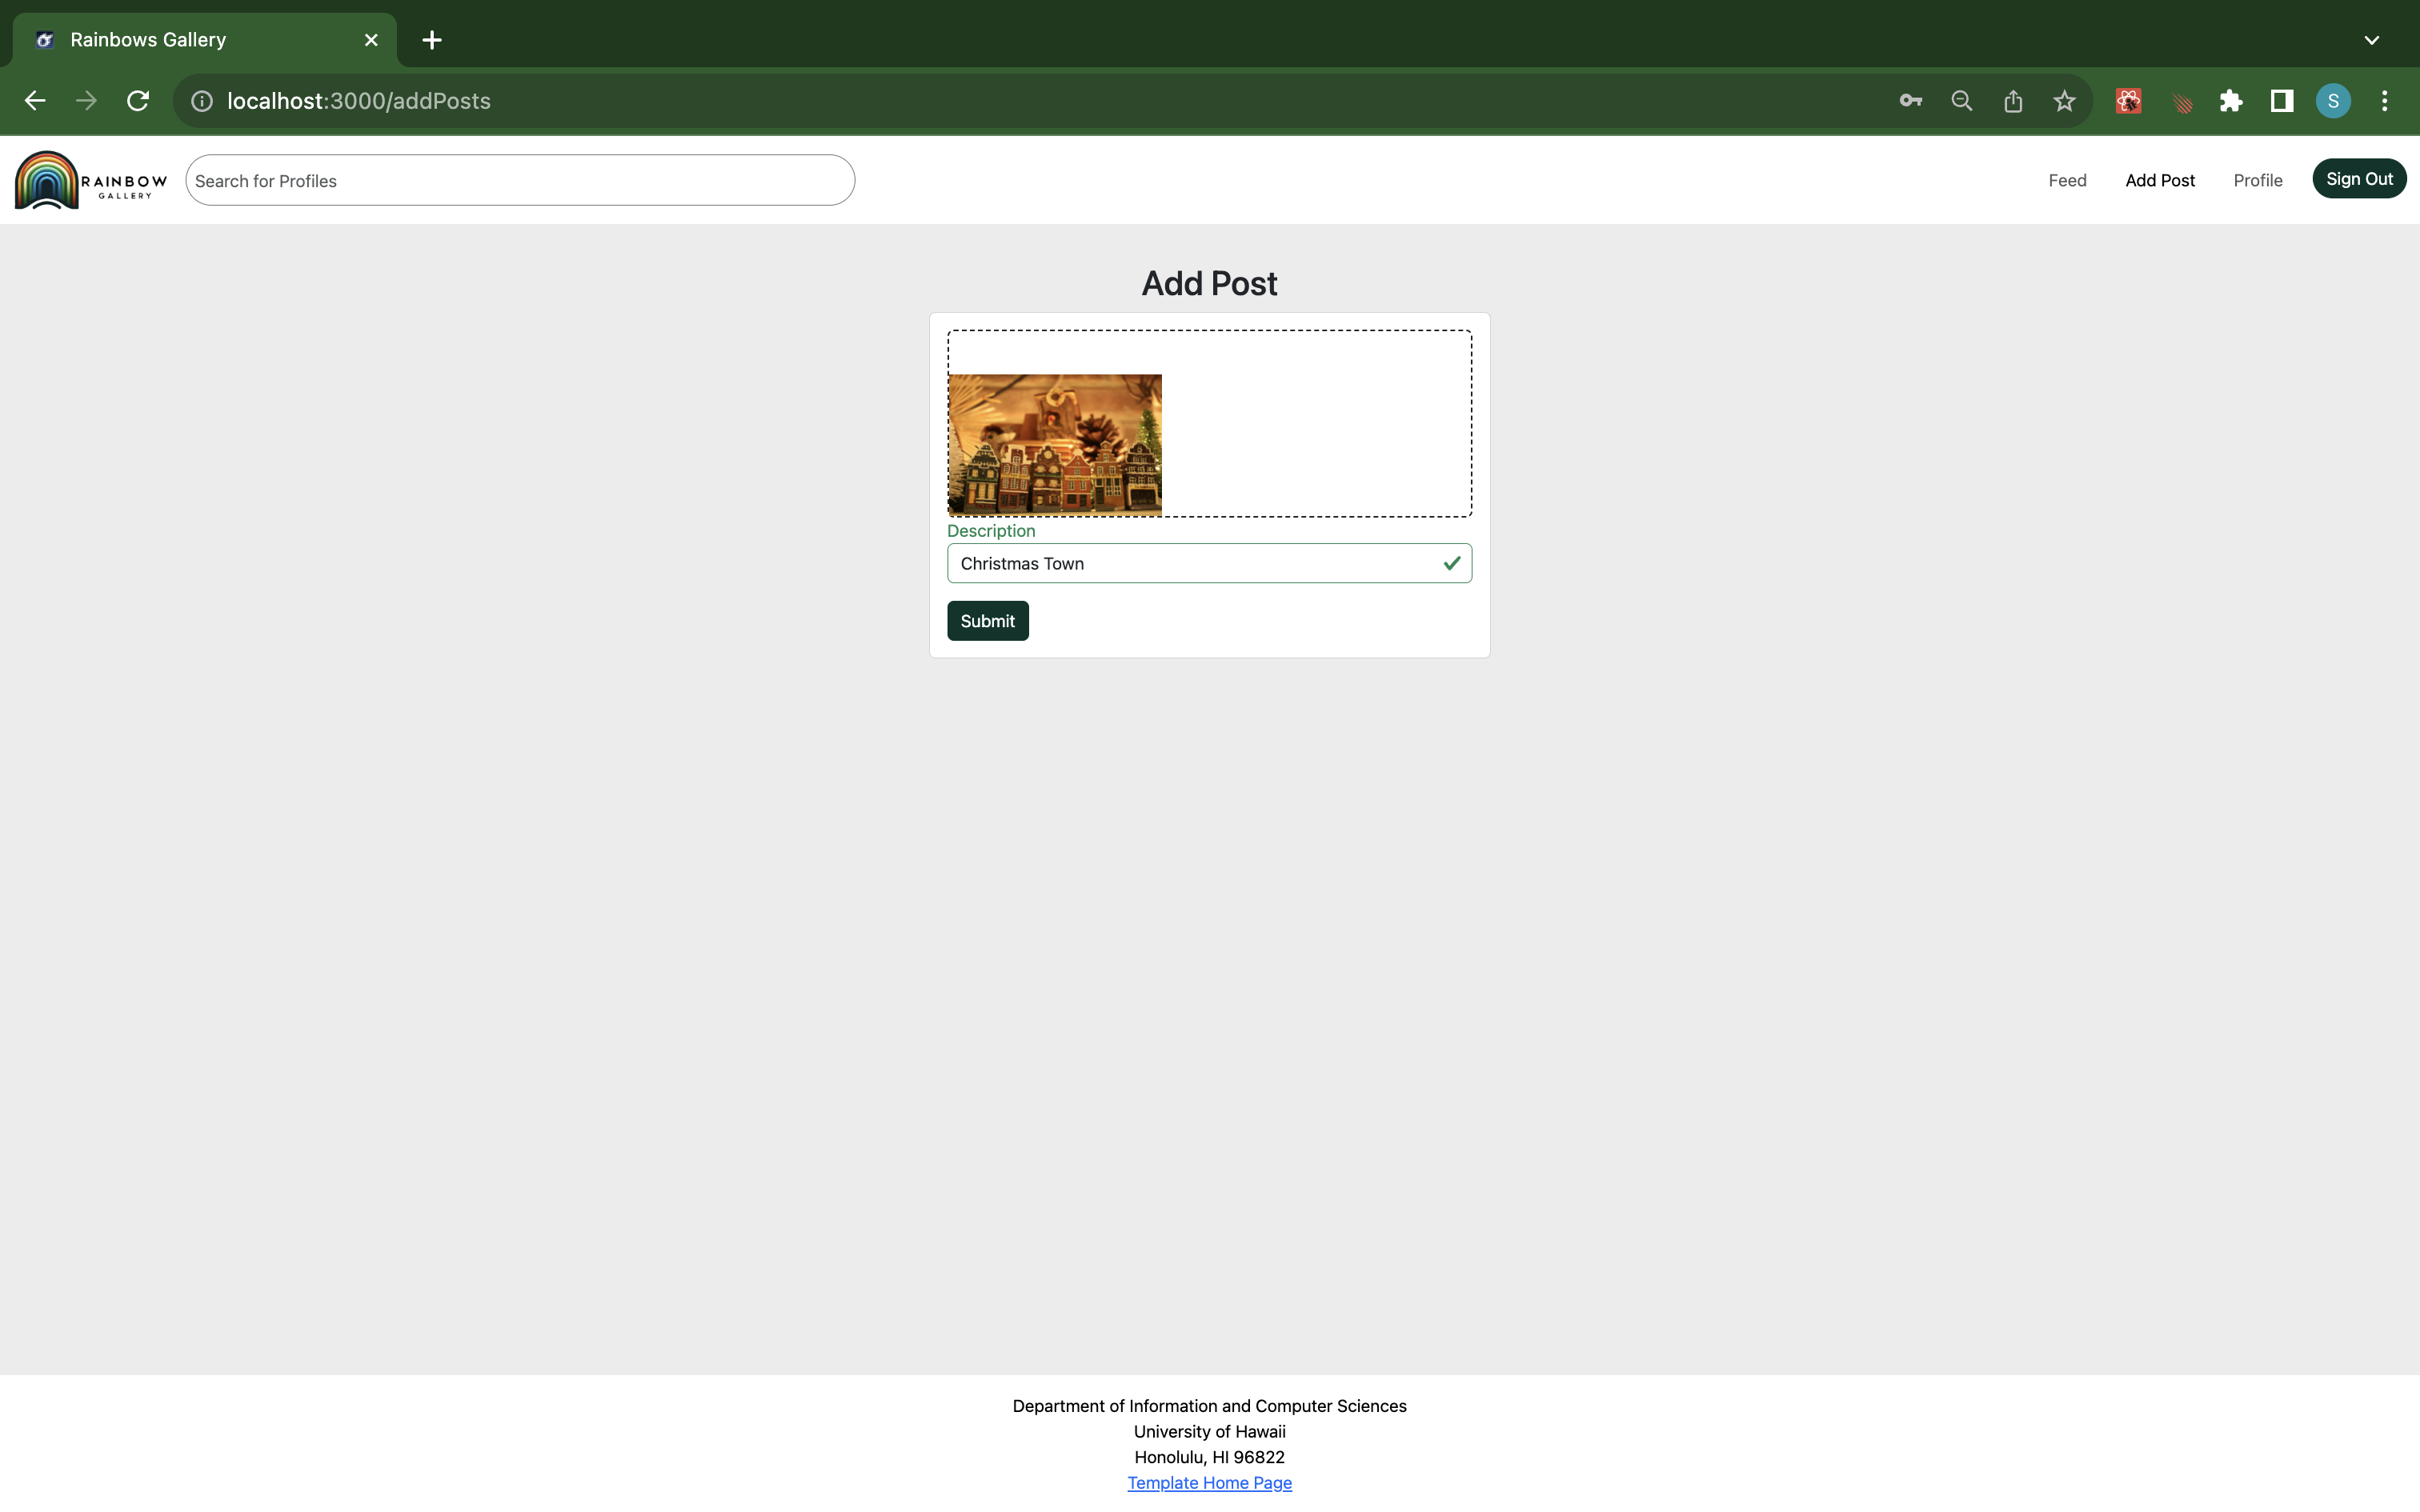 Rainbows Gallery
localhost:3000/addPosts
S
RAINBOW
GALLERY
Search for Profiles
Feed
Add Post
Profile
Sign Out
Add Post
Description
Christmas Town
Submit
Department of Information and Computer Sciences
University of Hawaii
Honolulu, HI 96822
Template Home Page